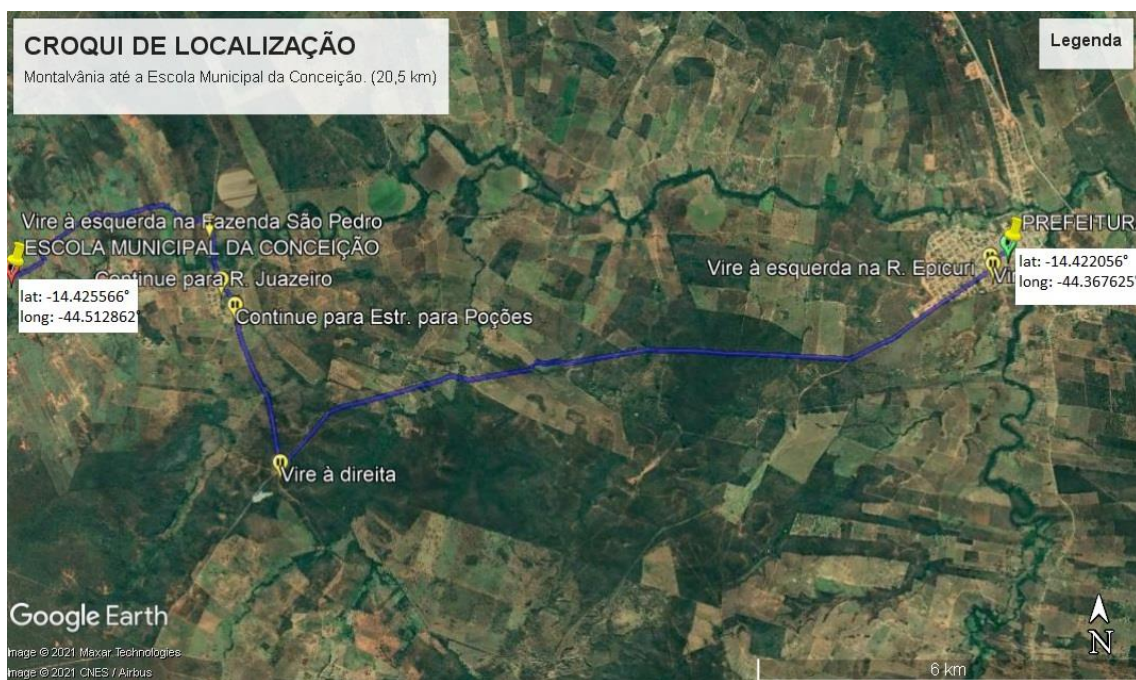 CROQUI DE LOCALIZAÇÃO
Montalvânia até a Escola Municipal da Conceição. (20,5 km)
Legenda
Vire à esquerda na Fazenda São Pedro
ESCOLA MUNICIPAL DA CONCEIÇÃO
Continue para R. Juazeiro
lat: -14.425566°
long: -44.512862°
Continue para Estr. para Poções
PREFEITUR
Vire à esquerda na R. Epicuri
Vir
lat: -14.422056°
long: -44.367625°
Vire à direita
Google Earth
Image © 2021 Maxar Technologies
Image © 2021 CNES / Airbus
N
6 km